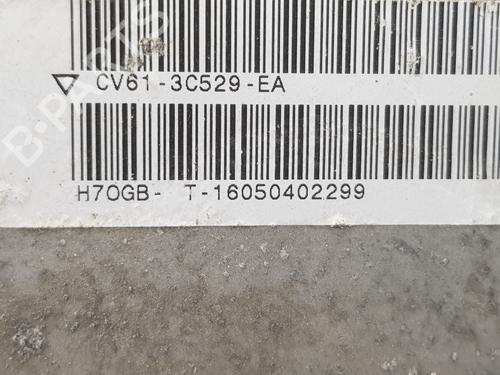 B-PARTS
▽ CV61-3C529-EA
H7OGB- T-16050402299